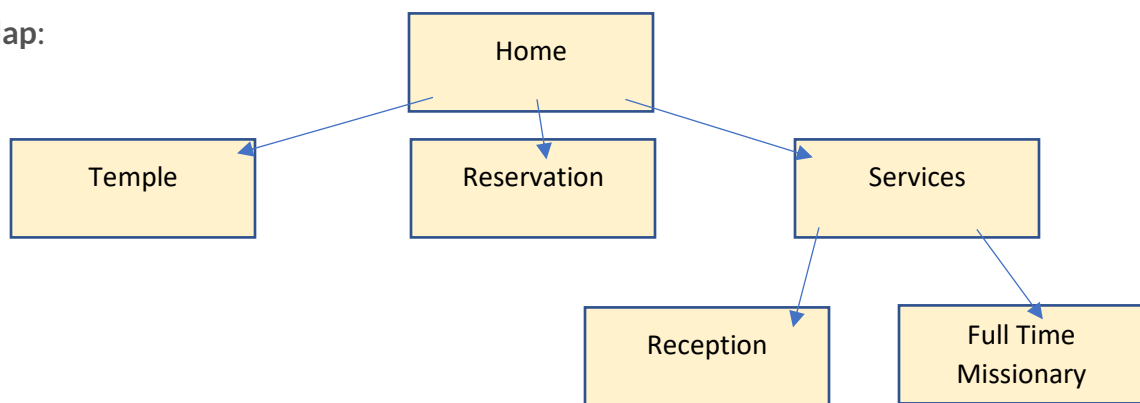 ap:
Home
Temple
Reservation
Services
Reception
Full Time
Missionary